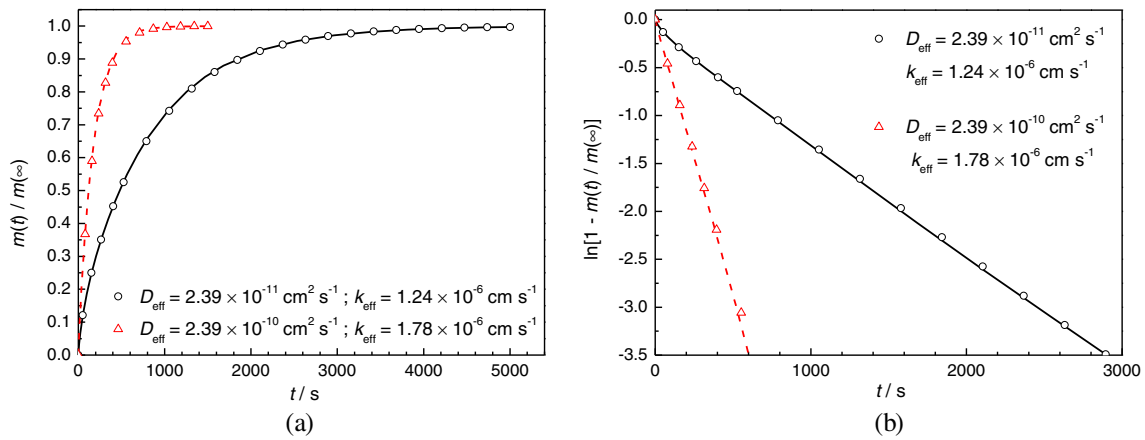 1.0
0.9
0.8
0.7
0.6
0.5
0.4
0.3
0.2
0.1
0.0
m(t) / m(∞)
D_eff = 2.39 × 10^-11 cm^2 s^-1 ; k_eff = 1.24 × 10^-6 cm s^-1
D_eff = 2.39 × 10^-10 cm^2 s^-1 ; k_eff = 1.78 × 10^-6 cm s^-1
0 1000 2000 3000 4000 5000
t / s
(a)
0.0
-0.5
-1.0
-1.5
-2.0
-2.5
-3.0
-3.5
ln[1 - m(t) / m(∞)]
D_eff = 2.39 × 10^-11 cm^2 s^-1
k_eff = 1.24 × 10^-6 cm s^-1
D_eff = 2.39 × 10^-10 cm^2 s^-1
k_eff = 1.78 × 10^-6 cm s^-1
0 1000 2000 3000
t / s
(b)